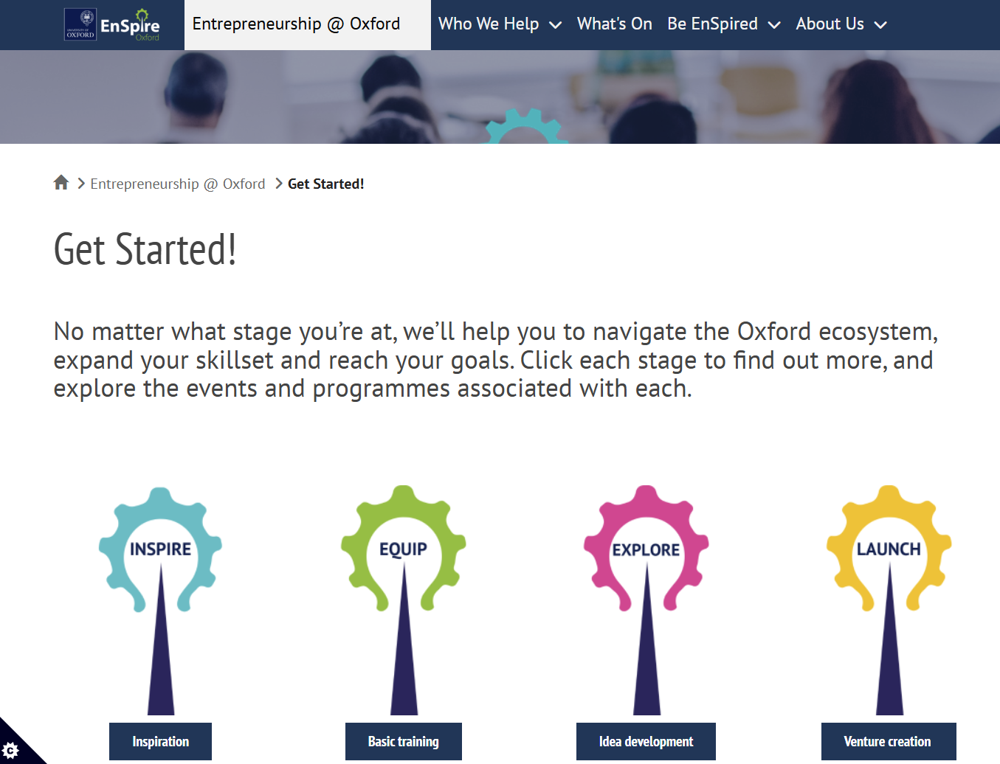 UNIVERSITY OF
OXFORD
EnSpire
Oxford
Entrepreneurship @ Oxford
Who We Help
What's On
Be EnSpired
About Us
Entrepreneurship @ Oxford
Get Started!
Get Started!
No matter what stage you’re at, we’ll help you to navigate the Oxford ecosystem,
expand your skillset and reach your goals. Click each stage to find out more, and
explore the events and programmes associated with each.
INSPIRE
EQUIP
EXPLORE
LAUNCH
Inspiration
Basic training
Idea development
Venture creation
C